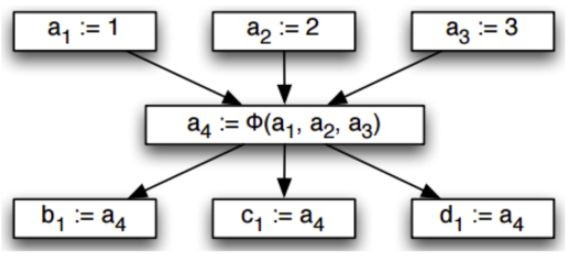 a₁ := 1
a₂ := 2
a₃ := 3
a₄ := Φ(a₁, a₂, a₃)
b₁ := a₄
c₁ := a₄
d₁ := a₄